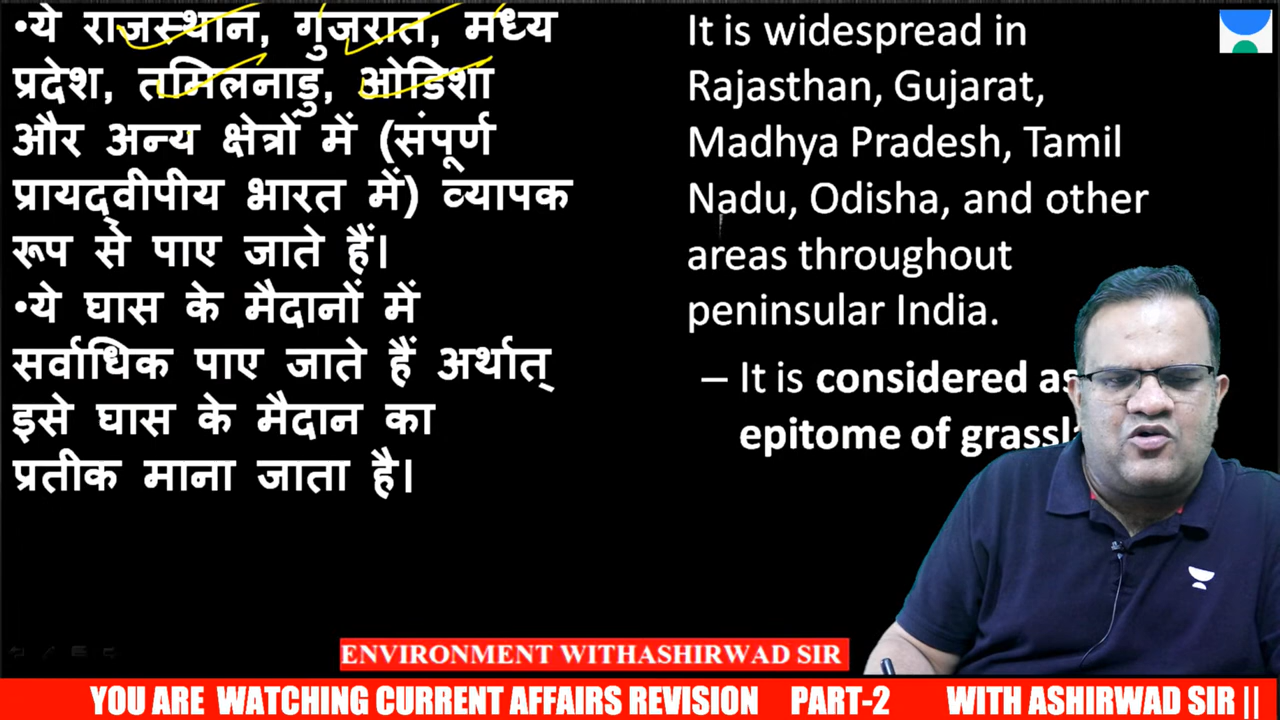 •ये राजस्थान, गुजरात, मध्य
प्रदेश, तमिलनाडु, ओडिशा
और अन्य क्षेत्रों में (संपूर्ण
प्रायद्वीपीय भारत में) व्यापक
रूप से पाए जाते हैं।
•ये घास के मैदानों में
सर्वाधिक पाए जाते हैं अर्थात्
इसे घास के मैदान का
प्रतीक माना जाता है।
It is widespread in
Rajasthan, Gujarat,
Madhya Pradesh, Tamil
Nadu, Odisha, and other
areas throughout
peninsular India.
– It is considered as
epitome of
ENVIRONMENT WITHASHIRWAD SIR
YOU ARE WATCHING CURRENT AFFAIRS REVISION PART-2 WITH ASHIRWAD SIR ||